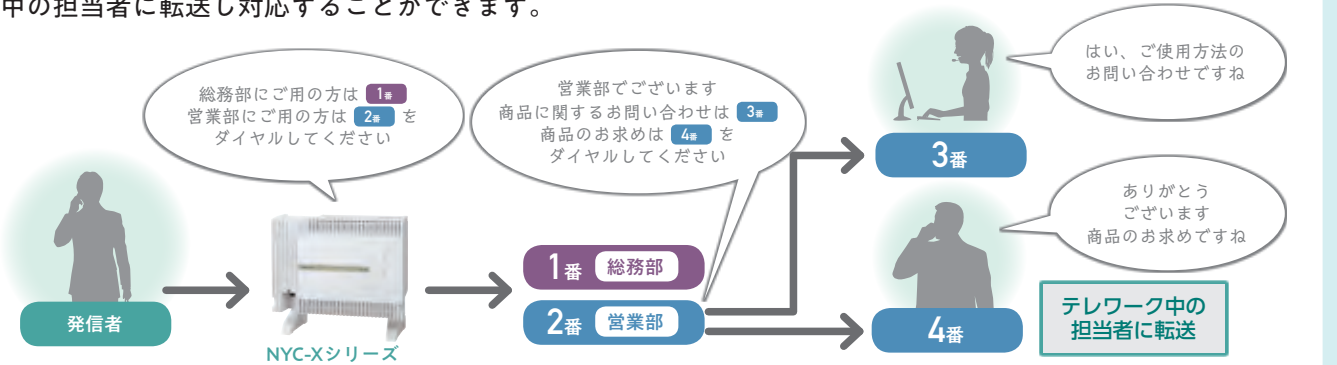 中の担当者に転送し対応することができます。
総務部にご用の方は 1番
営業部にご用の方は 2番 を
ダイヤルしてください
営業部でございます
商品に関するお問い合わせは 3番
商品のお求めは 4番 を
ダイヤルしてください
はい、ご使用方法の
お問い合わせですね
3番
ありがとう
ございます
商品のお求めですね
発信者
NYC-Xシリーズ
1番 総務部
2番 営業部
4番
テレワーク中の
担当者に転送